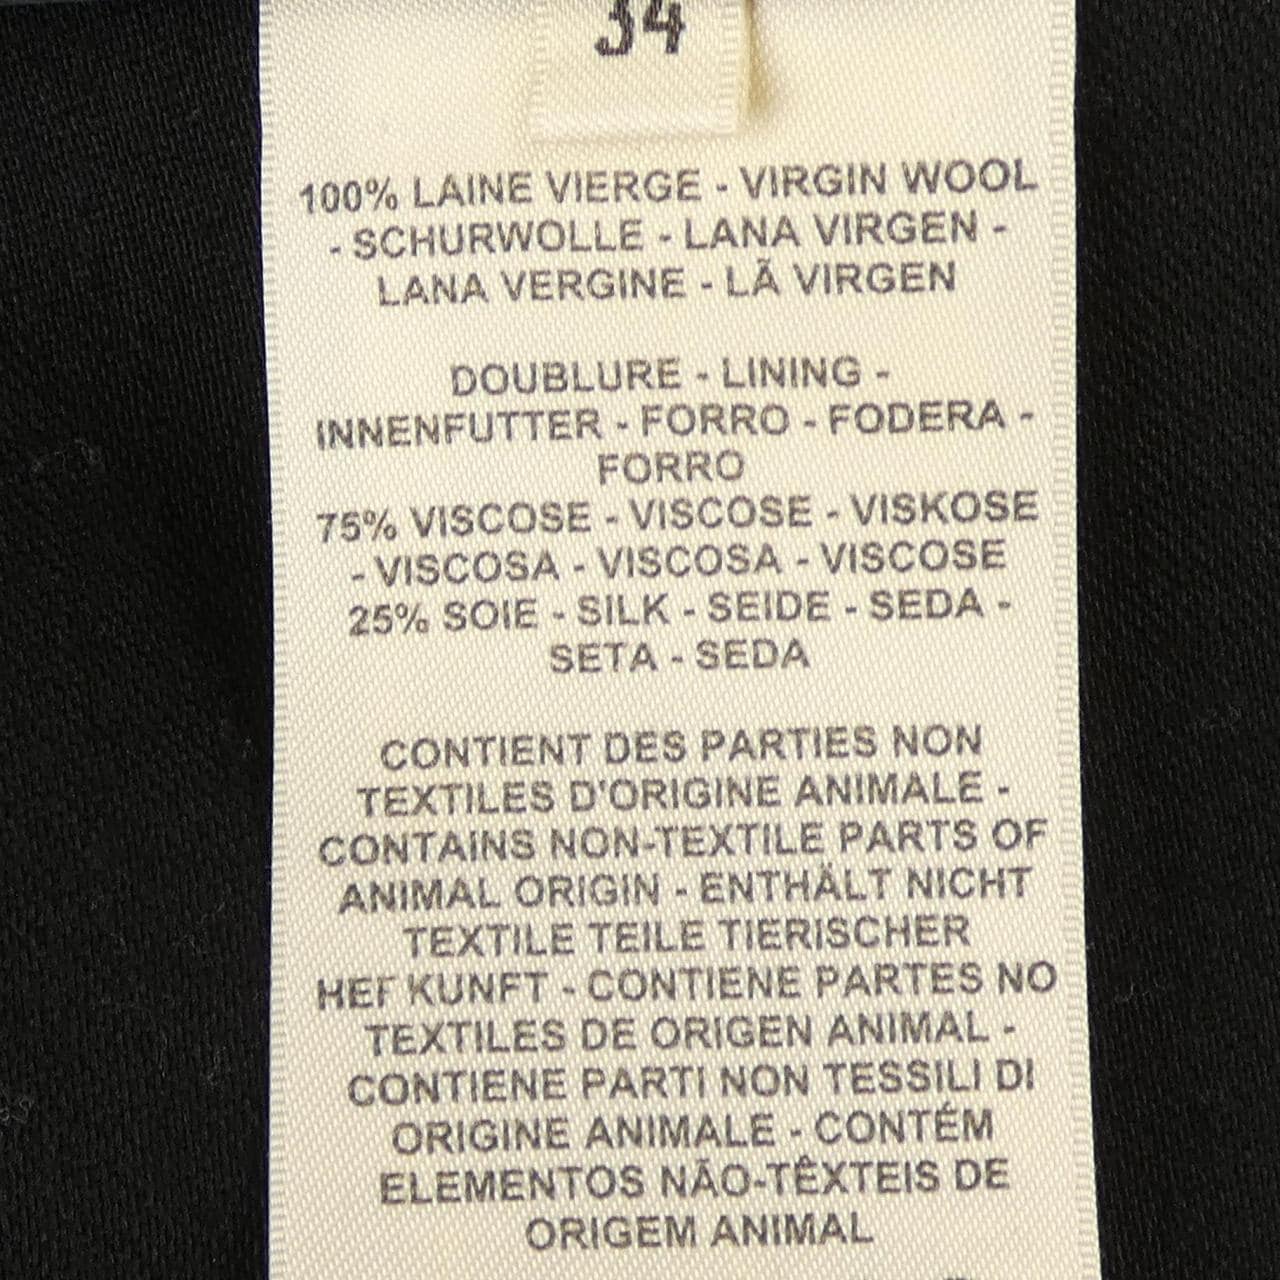 34
100% LAINE VIERGE - VIRGIN WOOL
- SCHURWOLLE - LANA VIRGEN -
LANA VERGINE - LÃ VIRGEN
DOUBLURE - LINING -
INNENFUTTER - FORRO - FODERA -
FORRO
75% VISCOSE - VISCOSE - VISKOSE
- VISCOSA - VISCOSA - VISCOSE
25% SOIE - SILK - SEIDE - SEDA -
SETA - SEDA
CONTIENT DES PARTIES NON
TEXTILES D'ORIGINE ANIMALE -
CONTAINS NON-TEXTILE PARTS OF
ANIMAL ORIGIN - ENTHÄLT NICHT
TEXTILE TEILE TIERISCHER
HEF KUNFT - CONTIENE PARTES NO
TEXTILES DE ORIGEN ANIMAL -
CONTIENE PARTI NON TESSILI DI
ORIGINE ANIMALE - CONTÉM
ELEMENTOS NÃO-TÊXTEIS DE
ORIGEM ANIMAL